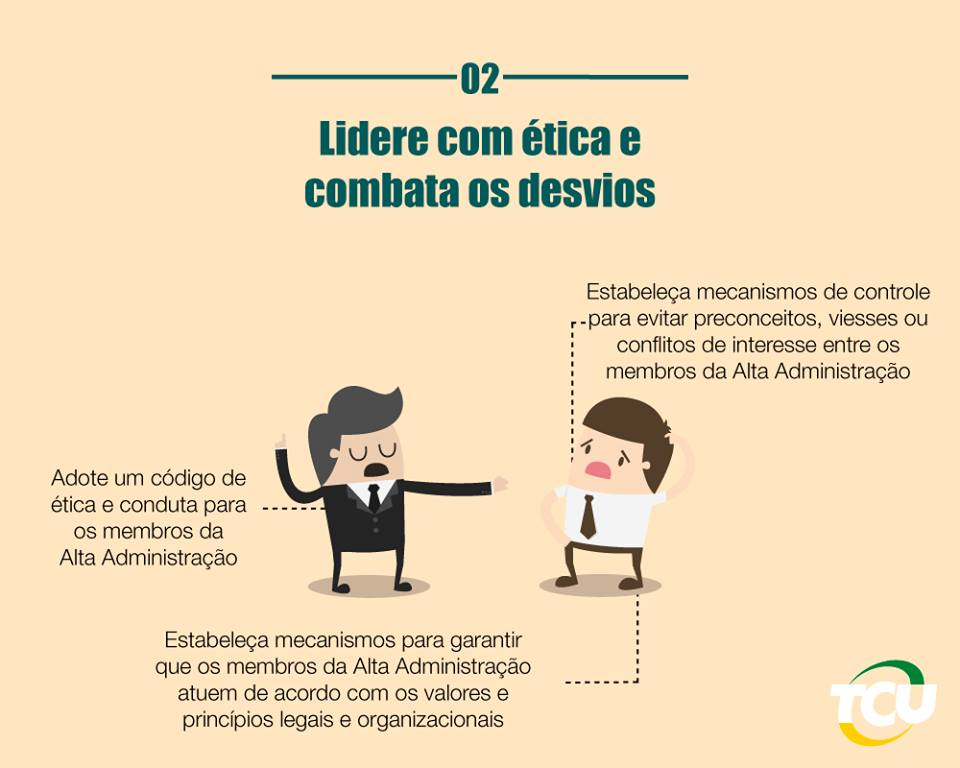 02
Lidere com ética e
combata os desvios
Estabeleça mecanismos de controle
para evitar preconceitos, viesses ou
conflitos de interesse entre os
membros da Alta Administração
Adote um código de
ética e conduta para
os membros da
Alta Administração
Estabeleça mecanismos para garantir
que os membros da Alta Administração
atuem de acordo com os valores e
princípios legais e organizacionais
TCU